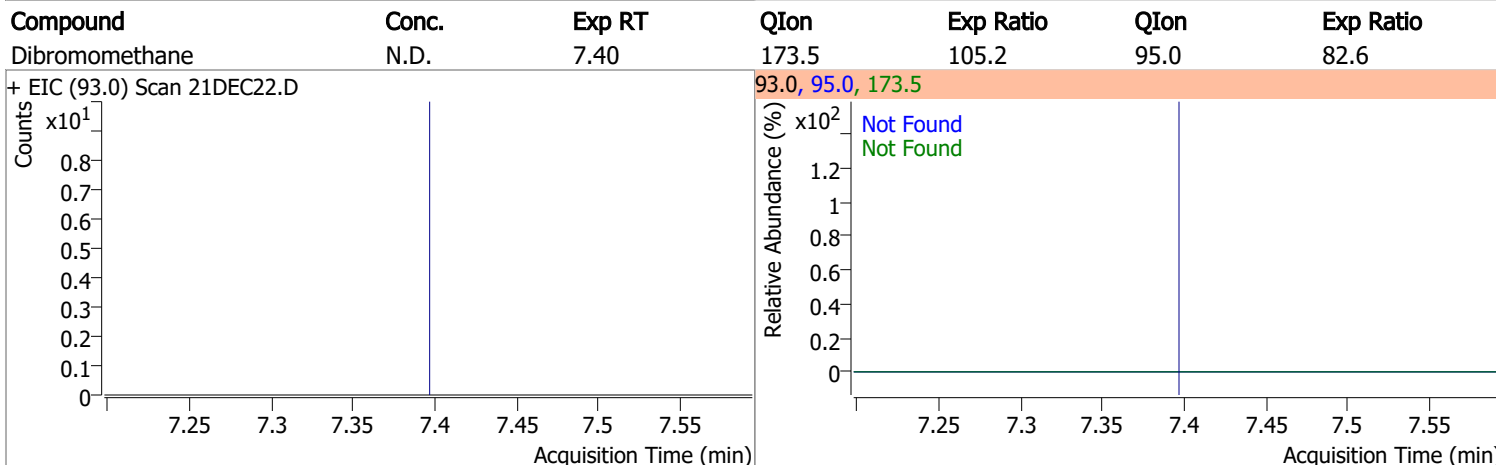 Compound Conc. Exp RT QIon Exp Ratio QIon Exp Ratio
Dibromomethane N.D. 7.40 173.5 105.2 95.0 82.6
+ EIC (93.0) Scan 21DEC22.D
Counts
x10¹
0.8
0.7
0.6
0.5
0.4
0.3
0.2
0.1
0
7.25 7.3 7.35 7.4 7.45 7.5 7.55
Acquisition Time (min)
93.0, 95.0, 173.5
Relative Abundance (%)
x10²
Not Found
Not Found
1.2
1
0.8
0.6
0.4
0.2
0
7.25 7.3 7.35 7.4 7.45 7.5 7.55
Acquisition Time (min)